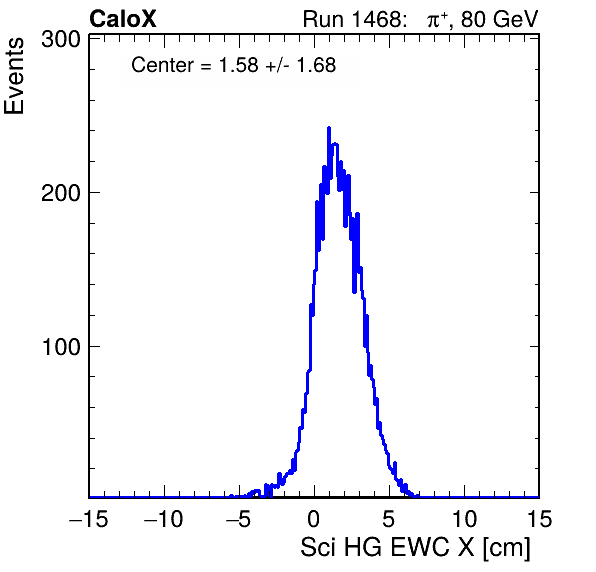 CaloX Run 1468: π⁺, 80 GeV
Events
300
Center = 1.58 +/- 1.68
200
100
−15 −10 −5 0 5 10 15
Sci HG EWC X [cm]